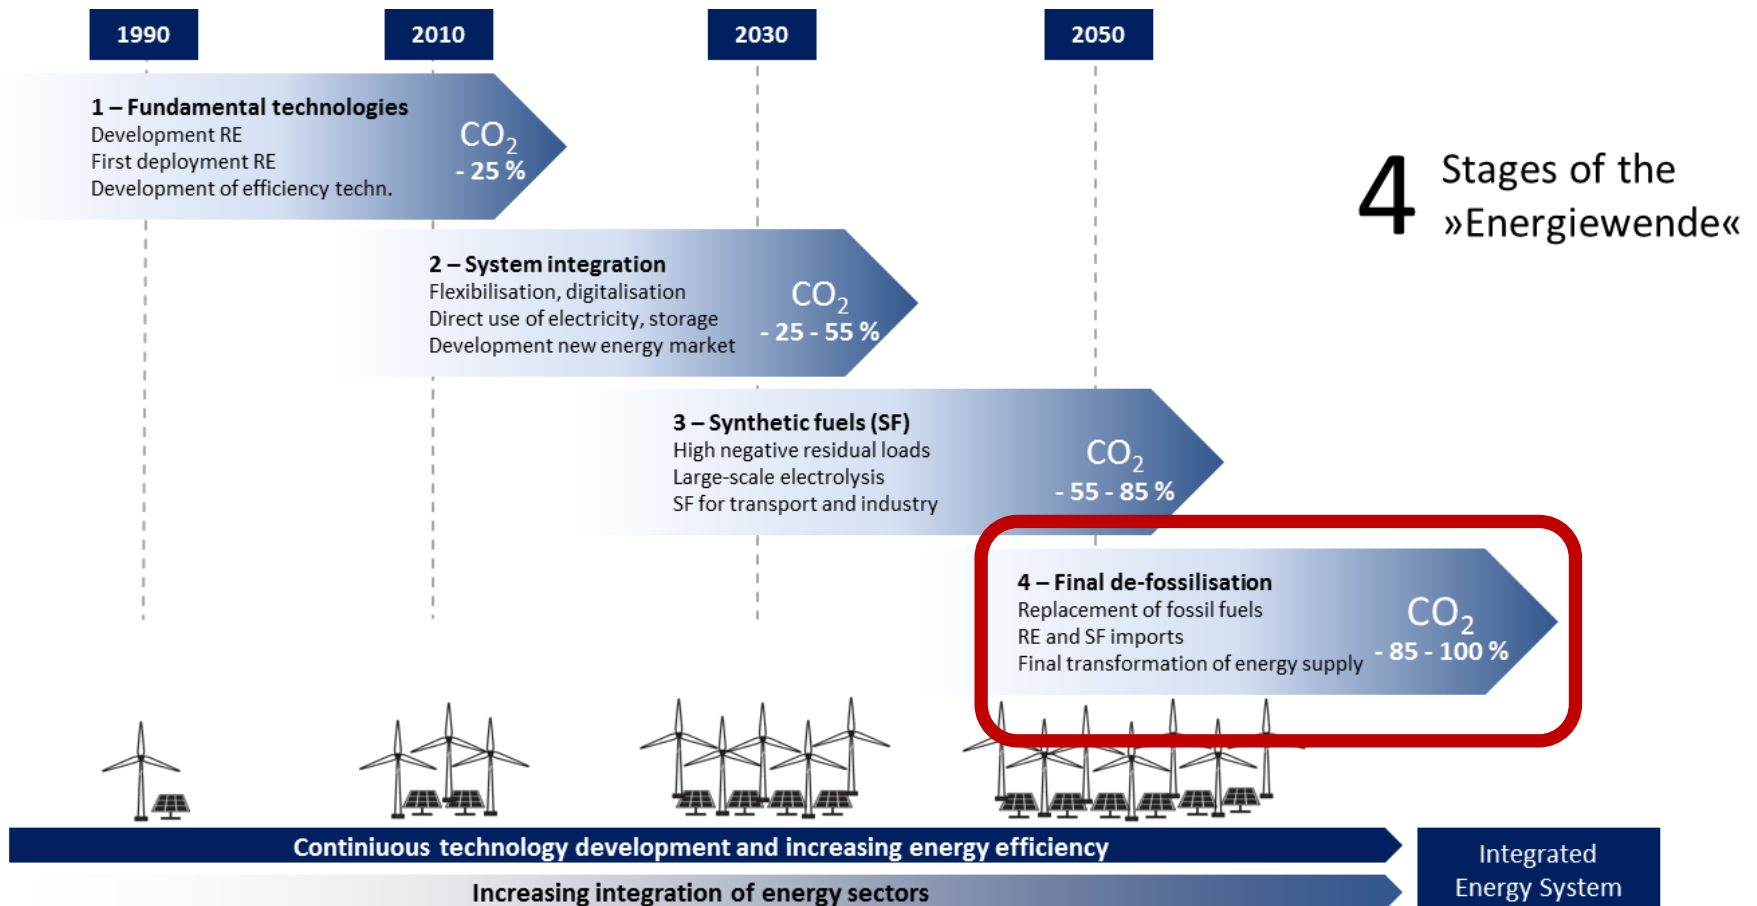 1990
2010
2030
2050
1 – Fundamental technologies
Development RE
First deployment RE
Development of efficiency techn.
CO₂
- 25 %
4
Stages of the
»Energiewende«
2 – System integration
Flexibilisation, digitalisation
Direct use of electricity, storage
Development new energy market
CO₂
- 25 - 55 %
3 – Synthetic fuels (SF)
High negative residual loads
Large-scale electrolysis
SF for transport and industry
CO₂
- 55 - 85 %
4 – Final de-fossilisation
Replacement of fossil fuels
RE and SF imports
Final transformation of energy supply
CO₂
- 85 - 100 %
Continiuous technology development and increasing energy efficiency
Increasing integration of energy sectors
Integrated
Energy System